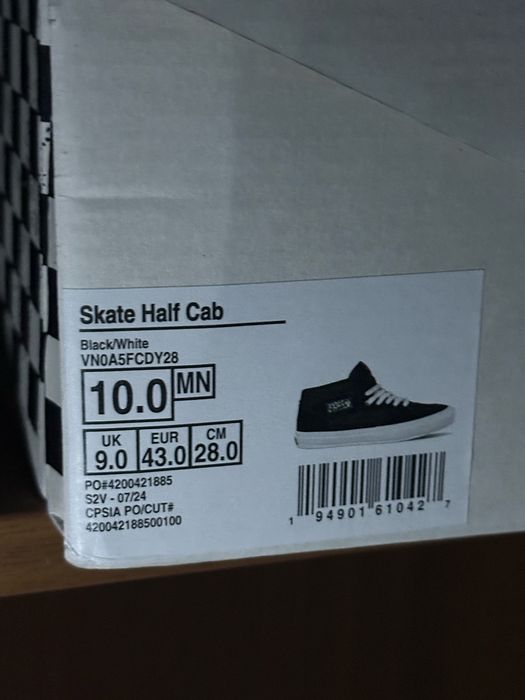 Skate Half Cab
Black/White
VN0A5FCDY28
10.0 MN
UK EUR CM
9.0 43.0 28.0
PO#4200421885
S2V - 07/24
CPSIA PO/CUT#
420042188500100
1 94901 61042 7